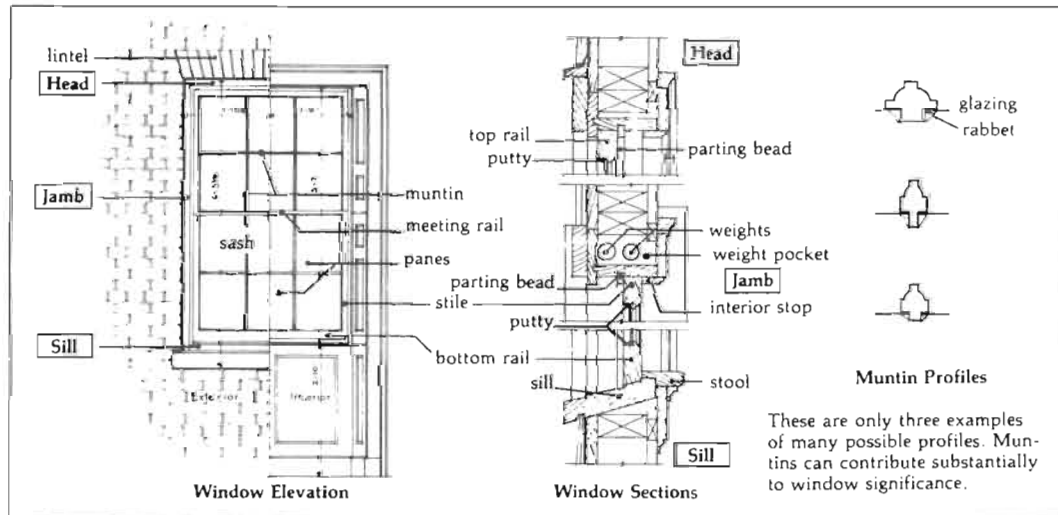 lintel
Head
Jamb
Sill
muntin
meeting rail
sash
panes
stile
bottom rail
Exterior
Interior
Window Elevation
Head
top rail
putty
parting bead
weights
weight pocket
parting bead
Jamb
interior stop
putty
sill
stool
Sill
Window Sections
glazing
rabbet
Muntin Profiles
These are only three examples
of many possible profiles. Mun-
tins can contribute substantially
to window significance.